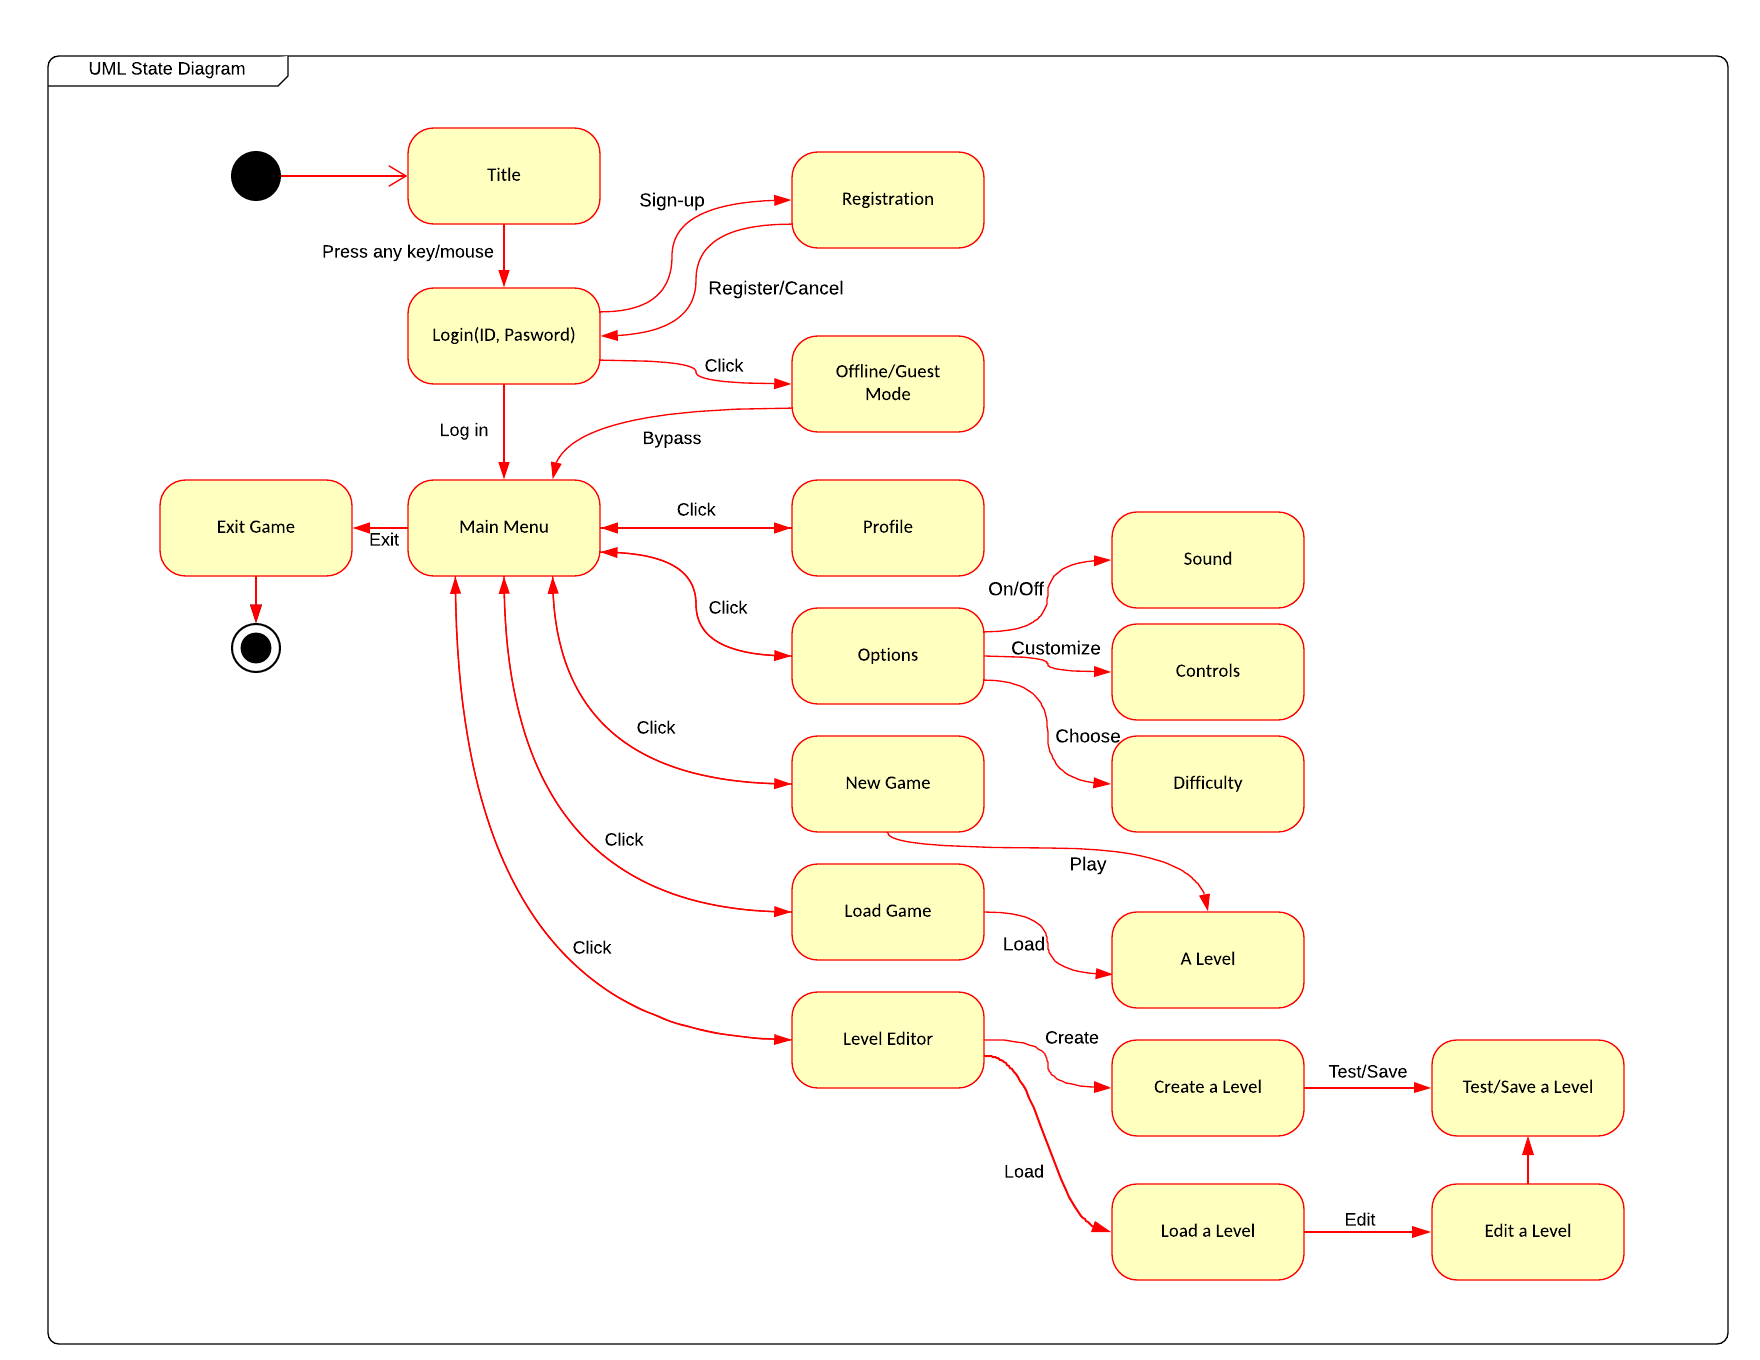 UML State Diagram
Title
Sign-up
Registration
Press any key/mouse
Register/Cancel
Login(ID, Pasword)
Click
Offline/Guest
Mode
Log in
Bypass
Exit Game
Exit
Main Menu
Click
Profile
Sound
On/Off
Click
Options
Customize
Controls
Click
Choose
New Game
Difficulty
Click
Play
Load Game
Load
A Level
Click
Level Editor
Create
Create a Level
Test/Save
Test/Save a Level
Load
Load a Level
Edit
Edit a Level